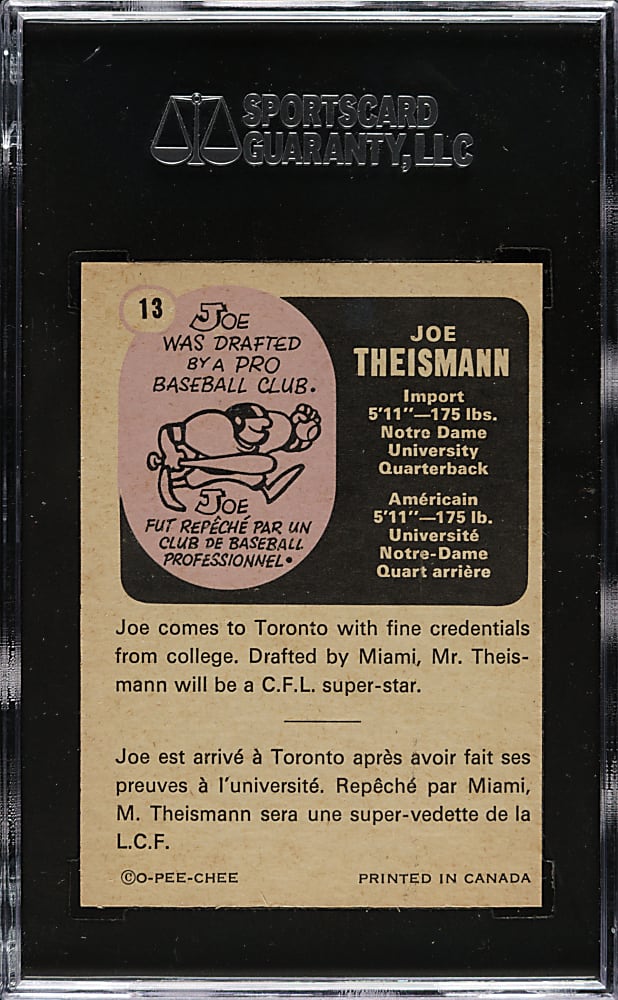 SPORTSCARD
GUARANTY, LLC
13
JOE
WAS DRAFTED
BY A PRO
BASEBALL CLUB.
JOE
FUT REPÊCHÉ PAR UN
CLUB DE BASEBALL
PROFESSIONNEL.
JOE
THEISMANN
Import
5'11"—175 lbs.
Notre Dame
University
Quarterback
Américain
5'11"—175 lb.
Université
Notre-Dame
Quart arrière
Joe comes to Toronto with fine credentials
from college. Drafted by Miami, Mr. Theis-
mann will be a C.F.L. super-star.
Joe est arrivé à Toronto après avoir fait ses
preuves à l'université. Repêché par Miami,
M. Theismann sera une super-vedette de la
L.C.F.
©O-PEE-CHEE PRINTED IN CANADA